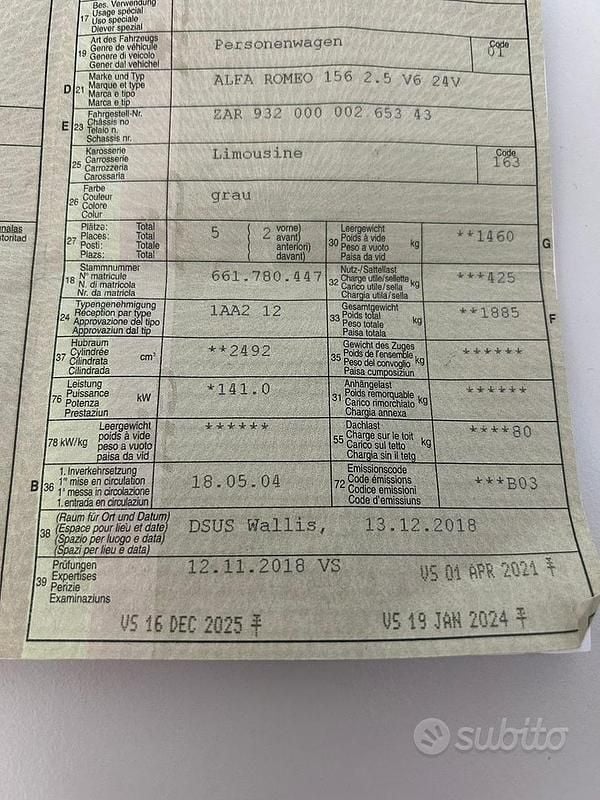 Bes. Verwendung
Usage spécial
17 Uso speciale
Diever spezial
Art des Fahrzeugs
19 Genre de véhicule Personenwagen Code
Genere di veicolo 01
Gener dal vehichel
Marke und Typ
D 21 Marque et type ALFA ROMEO 156 2.5 V6 24V
Marca e tipo
Marca e tip
Fahrgestell-Nr.
E 23 Châssis no ZAR 932 000 002.653 43
Telaio n.
Schassis nr.
Karosserie
25 Carrosserie Limousine Code
Carrozzeria 163
Carossaria
Farbe
26 Couleur grau
Colore
Colur
Plätze: Total 5 ( 2 vorne) Leergewicht
27 Places: Total avant) 30 Poids à vide kg **1460 G
Posti: Totale anteriori) Peso a vuoto
Plazs: Total davant) Paisa da vid
Stammnummer Nutz-/Sattellast
18 N° matricule 661.780.447 32 Charge utile/sellette kg ***425
N. di matricola Carico utile/sella
Nr. da matricla Chargia utila/sella
Typengenehmigung Gesamtgewicht
24 Réception par type 1AA2 12 33 Poids total kg **1885 F
Approvazione del tipo Peso totale
Approvaziun dal tip Paisa totala
Hubraum Gewicht des Zuges
37 Cylindrée cm³ **2492 35 Poids de l'ensemble kg ******
Cilindrata Peso del convoglio
Cilindrada Paisa cumposiziun
Leistung Anhängelast
76 Puissance kW *141.0 31 Poids remorquable kg ******
Potenza Carico rimorchiato
Prestaziun Chargia annexa
Leergewicht Dachlast
78 kW/kg poids à vide ****** 55 Charge sur le toit kg ****80
peso a vuoto Carico sul tetto
paisa da vid Chargia sin il tetg
1. Inverkehrsetzung Emissionscode
B 36 1re mise en circulation 18.05.04 72 Code émissions ***B03
1a messa in circolazione Codice emissioni
1. entrada en circulaziun Code d'emissiuns
(Raum für Ort und Datum)
38 (Espace pour lieu et date) DSUS Wallis, 13.12.2018
(Spazio per luogo e data)
(Spazi per lieu e data)
Prüfungen
39 Expertises 12.11.2018 VS VS 01 APR 2021
Perizie
Examinaziuns
VS 16 DEC 2025 VS 19 JAN 2024
subito